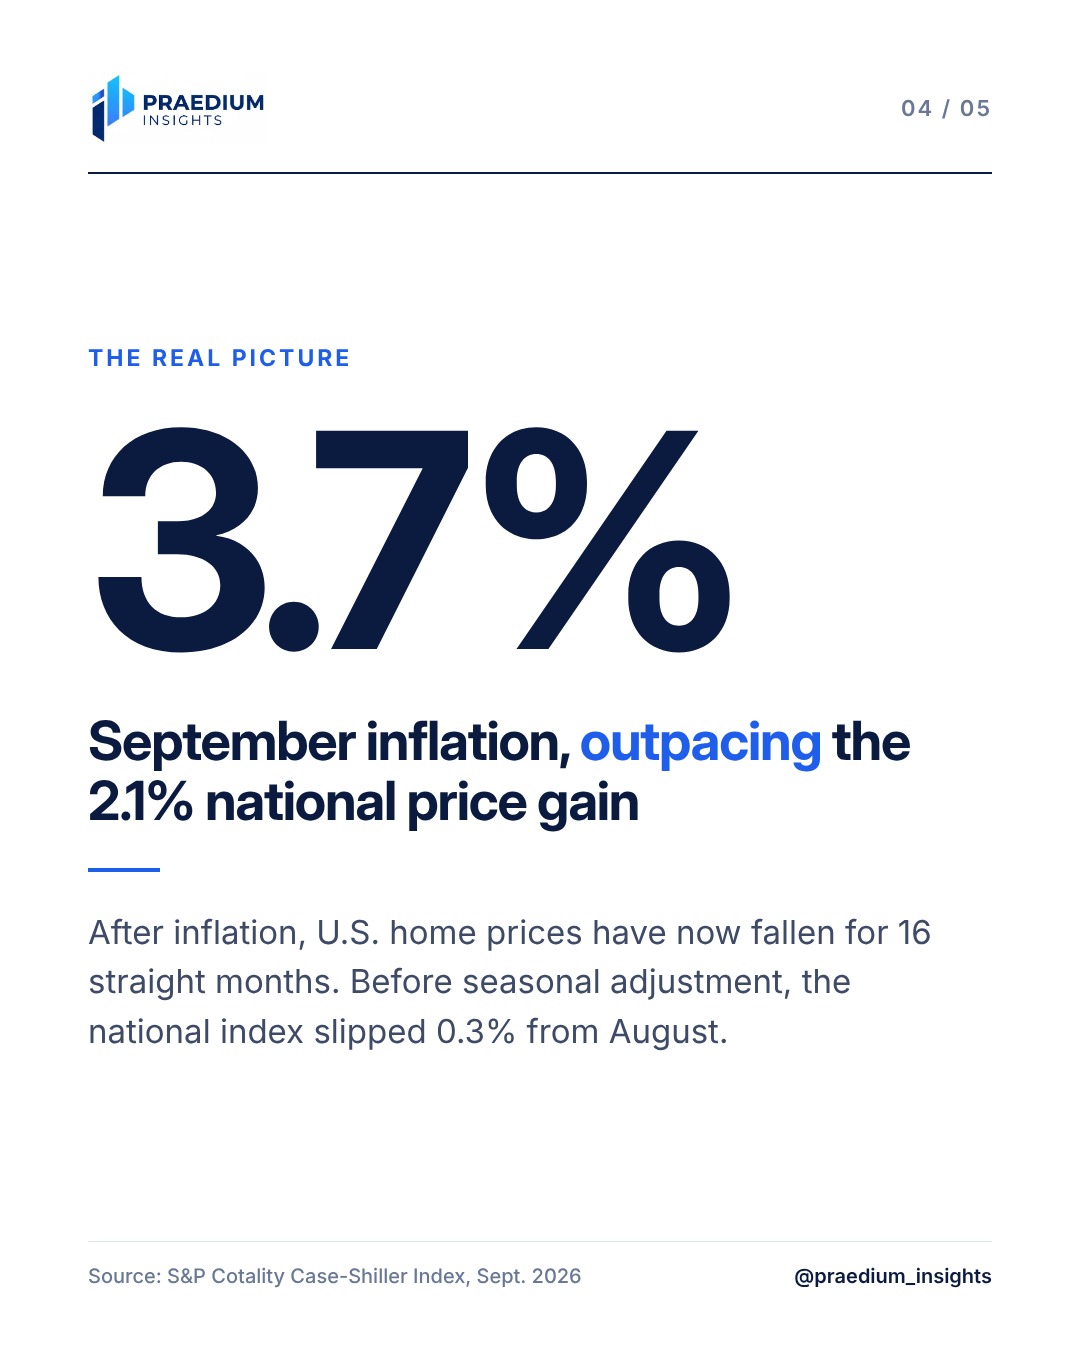 PRAEDIUM
INSIGHTS
04 / 05
THE REAL PICTURE
3.7%
September inflation, outpacing the
2.1% national price gain
After inflation, U.S. home prices have now fallen for 16
straight months. Before seasonal adjustment, the
national index slipped 0.3% from August.
Source: S&P Cotality Case-Shiller Index, Sept. 2026
@praedium_insights